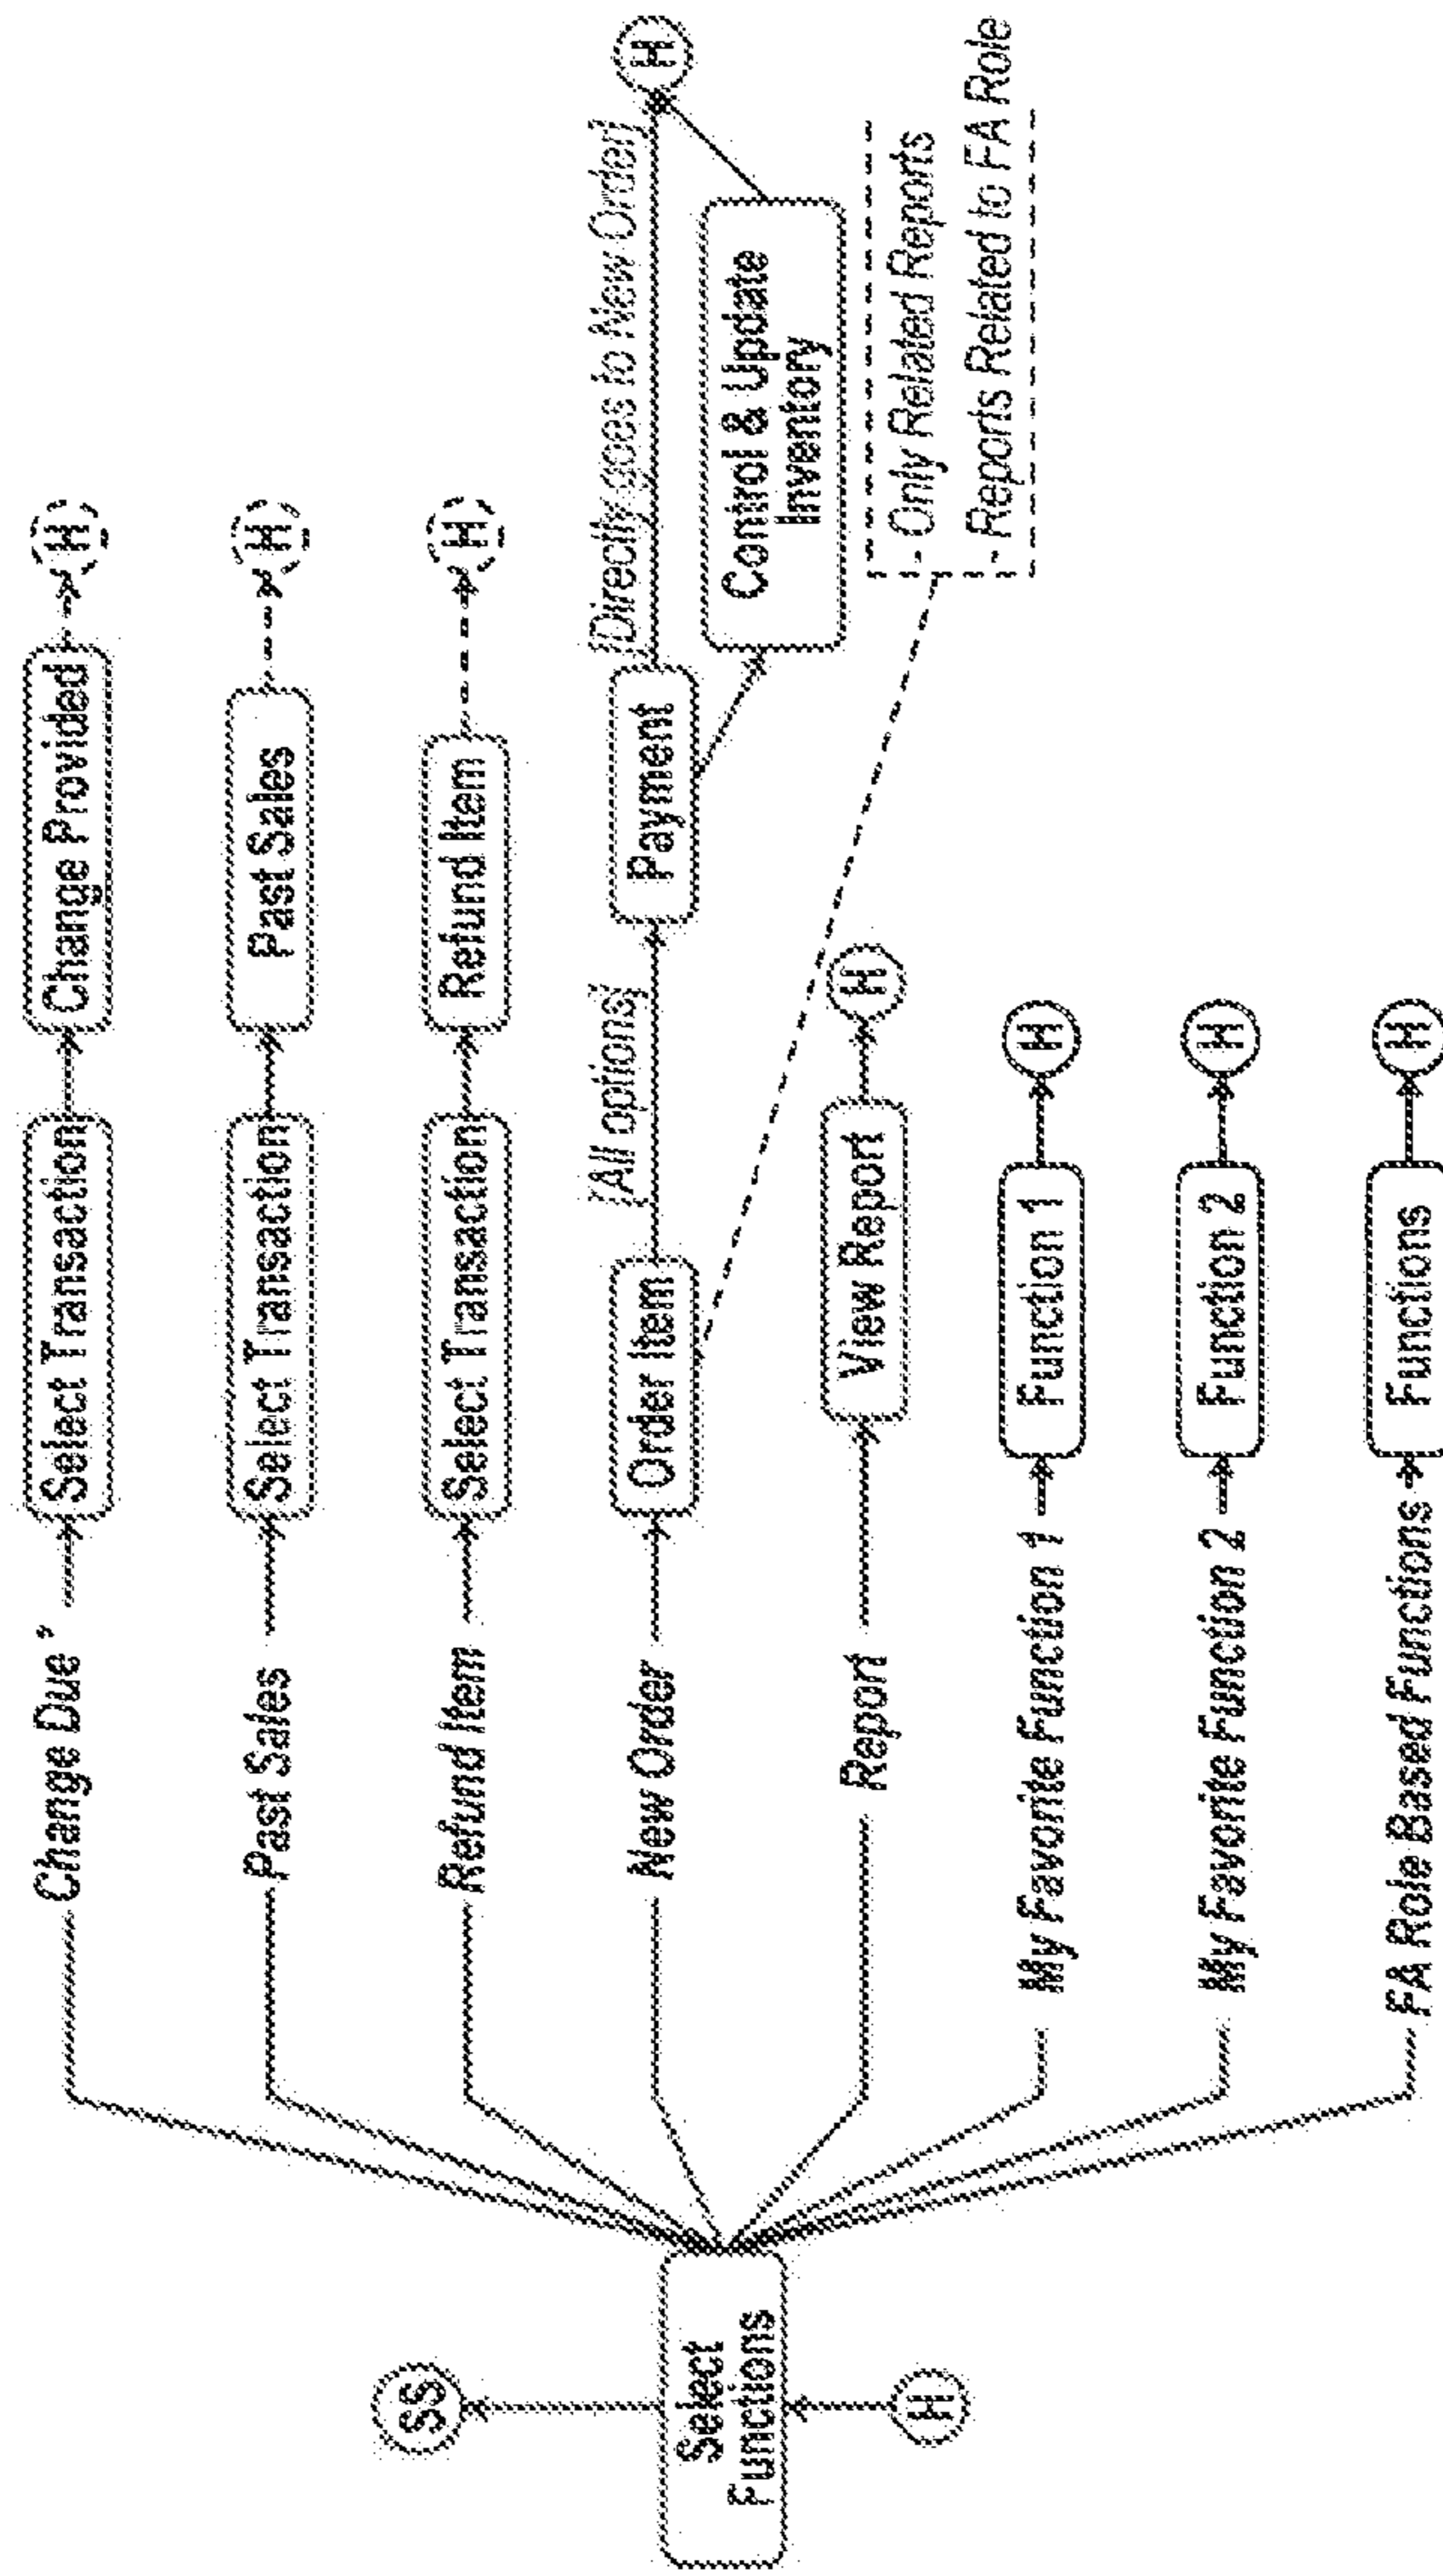 SS
Select
Functions
H
Change Due *
Select Transaction
Change Provided
(H)
Past Sales
Select Transaction
Past Sales
(H)
Refund Item
Select Transaction
Refund Item
(H)
New Order
Order Item
[All options]
Payment
[Directly goes to New Order]
H
Control & Update
Inventory
- Only Related Reports
- Reports Related to FA Role
Report
View Report
H
My Favorite Function 1
Function 1
H
My Favorite Function 2
Function 2
H
FA Role Based Functions
Functions
H